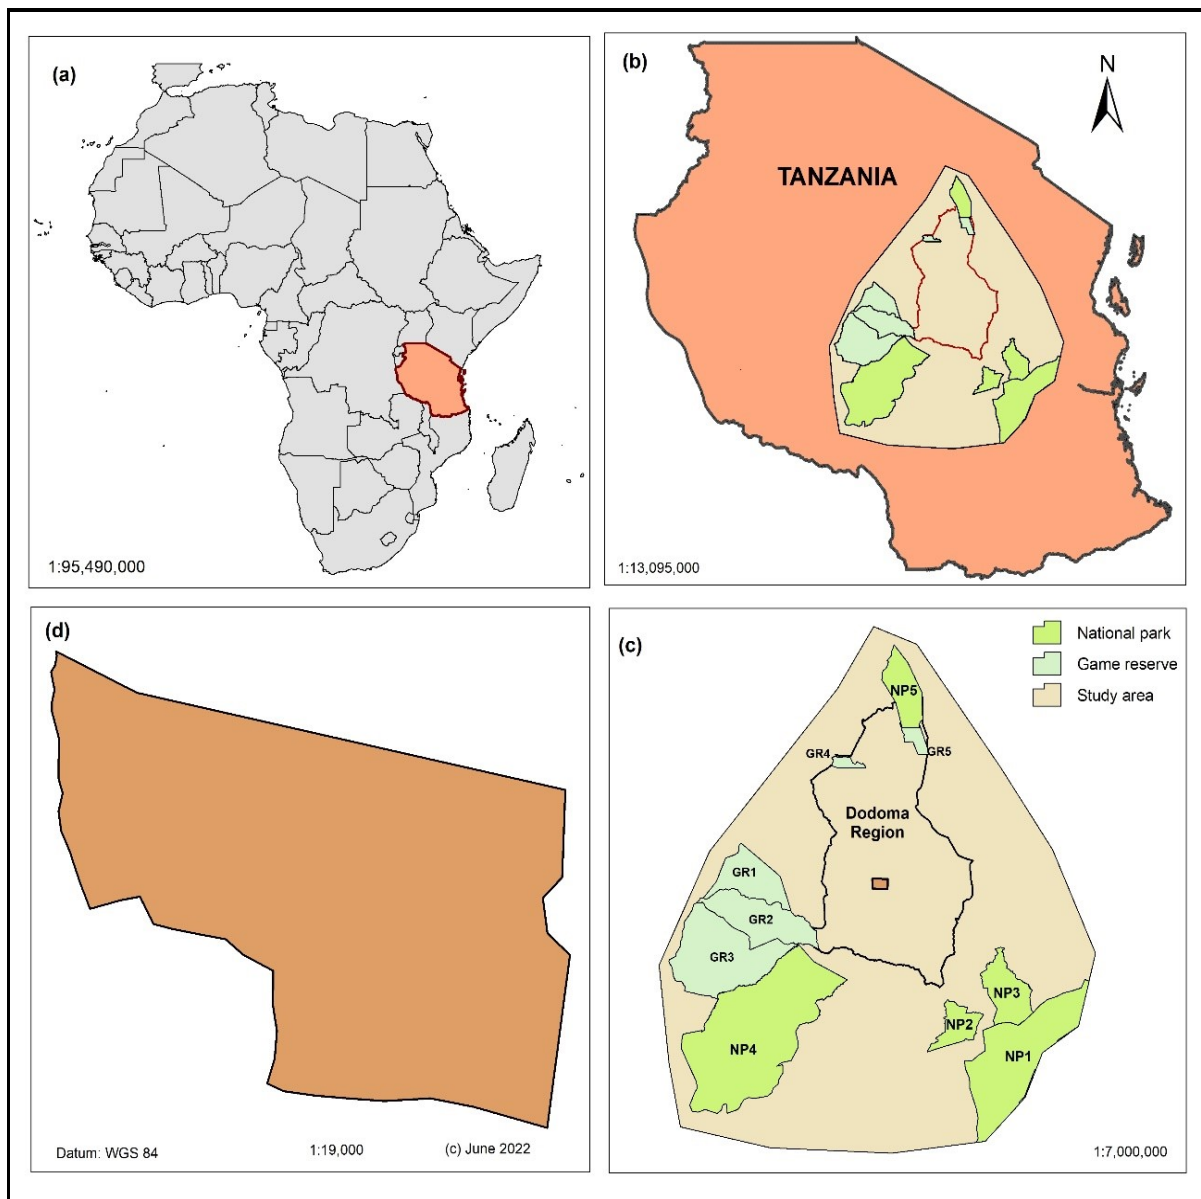 (a)
1:95,490,000
(b)
N
TANZANIA
1:13,095,000
(d)
Datum: WGS 84
1:19,000
(c) June 2022
(c)
National park
Game reserve
Study area
NP5
GR4
GR5
Dodoma
Region
GR1
GR2
GR3
NP3
NP2
NP4
NP1
1:7,000,000